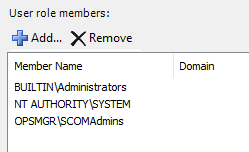 User role members:
Add... Remove
Member Name Domain
BUILTIN\Administrators
NT AUTHORITY\SYSTEM
OPSMGR\SCOMAdmins